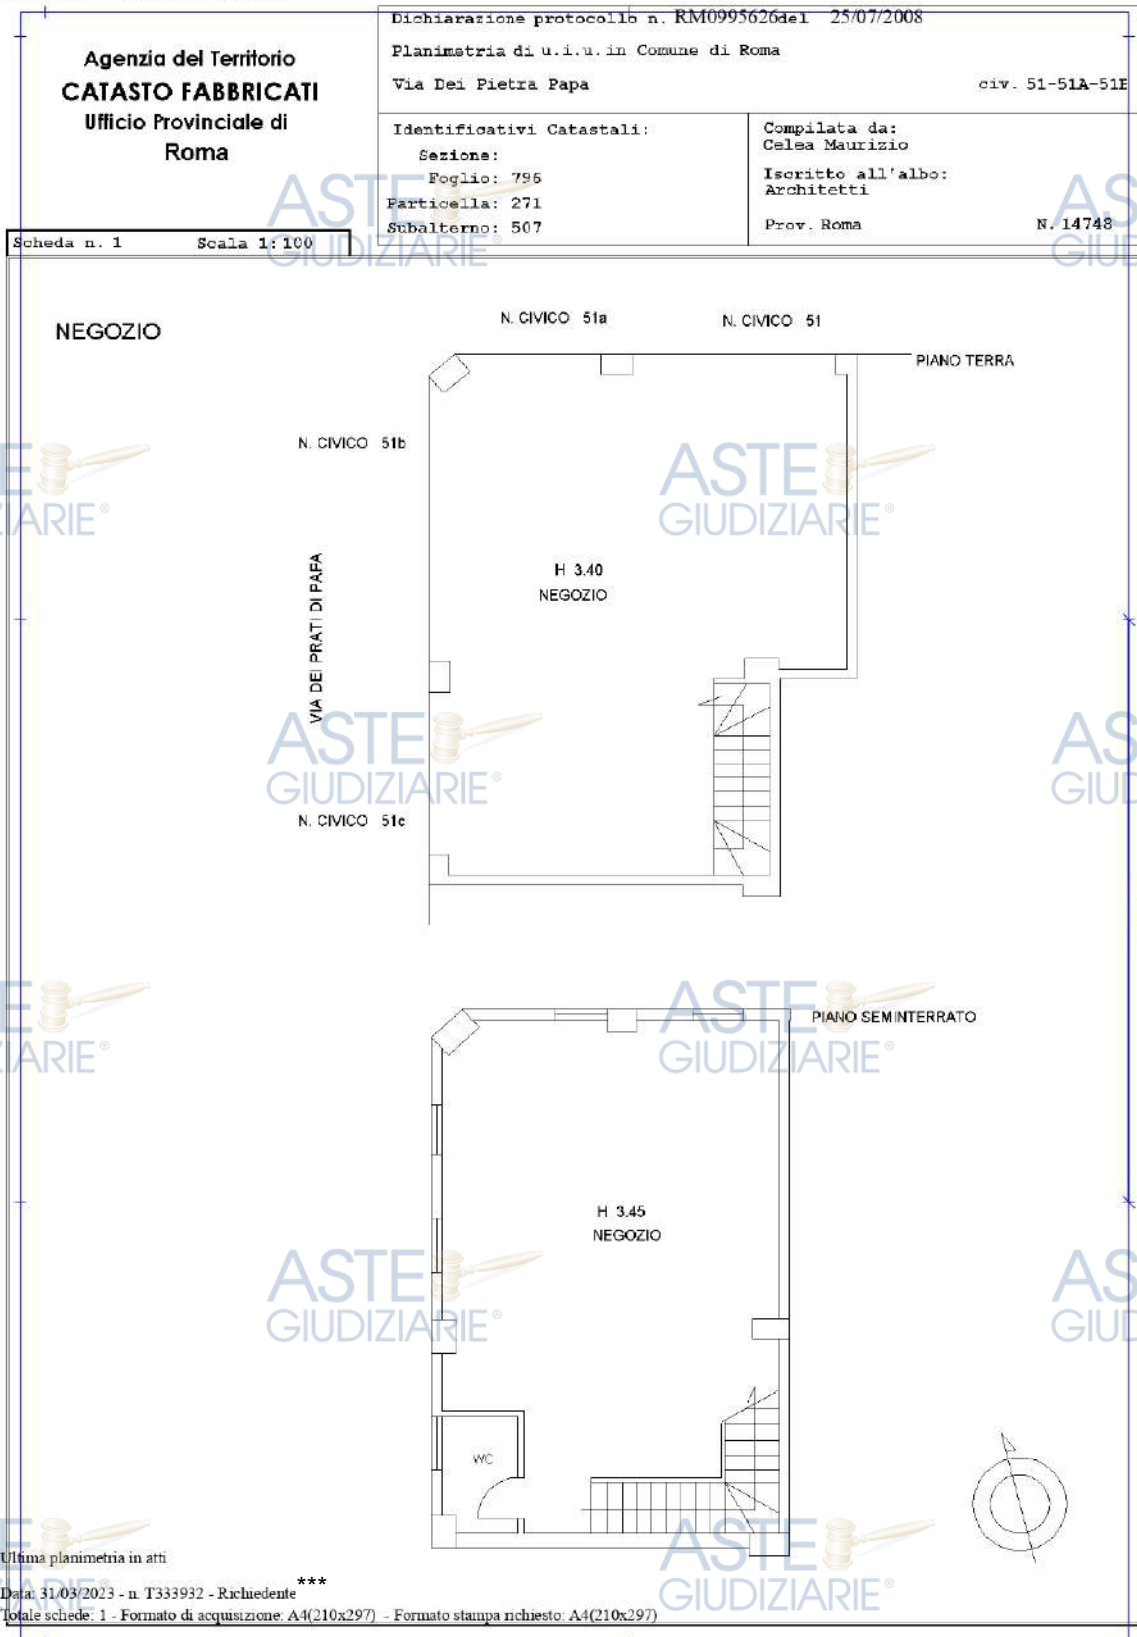 Dichiarazione protocollo n. RM0995626del 25/07/2008
Agenzia del Territorio
CATASTO FABBRICATI
Ufficio Provinciale di
Roma
Planimetria di u.i.u. in Comune di Roma
Via Dei Pietra Papa civ. 51-51A-51B
Identificativi Catastali:
Sezione:
Foglio: 796
Particella: 271
Subalterno: 507
Compilata da:
Celea Maurizio
Iscritto all'albo:
Architetti
Prov. Roma N. 14748
Scheda n. 1 Scala 1:100
NEGOZIO
N. CIVICO 51a
N. CIVICO 51
PIANO TERRA
N. CIVICO 51b
H 3.40
NEGOZIO
VIA DEI PRATI DI PAPA
N. CIVICO 51c
PIANO SEMINTERRATO
H 3.45
NEGOZIO
WC
Ultima planimetria in atti
Data: 31/03/2023 - n. T333932 - Richiedente ***
Totale schede: 1 - Formato di acquisizione: A4(210x297) - Formato stampa richiesto: A4(210x297)
ASTE
GIUDIZIARIE®